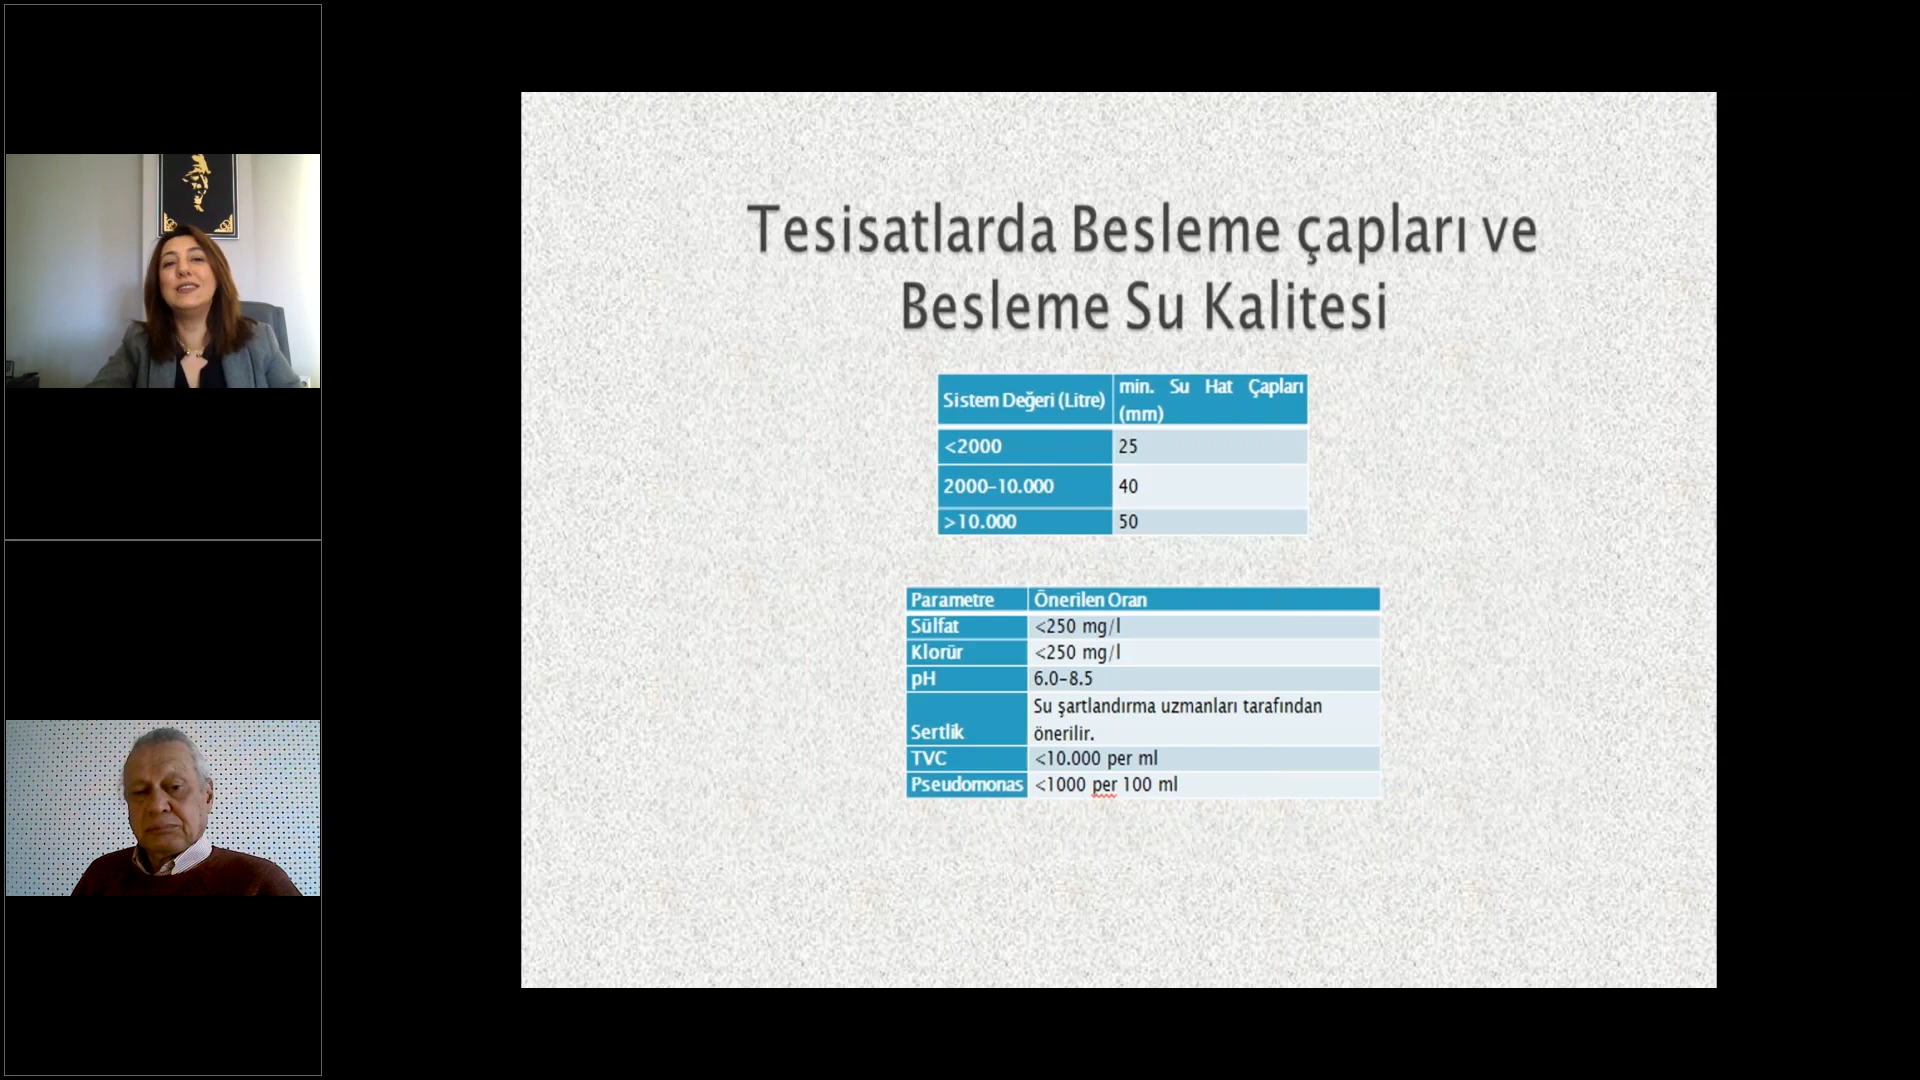 Tesisatlarda Besleme çapları ve
Besleme Su Kalitesi
Sistem Değeri (Litre) min. Su Hat Çapları
(mm)
<2000 25
2000-10.000 40
>10.000 50
Parametre Önerilen Oran
Sülfat <250 mg/l
Klorür <250 mg/l
pH 6.0-8.5
Sertlik Su şartlandırma uzmanları tarafından
önerilir.
TVC <10.000 per ml
Pseudomonas <1000 per 100 ml